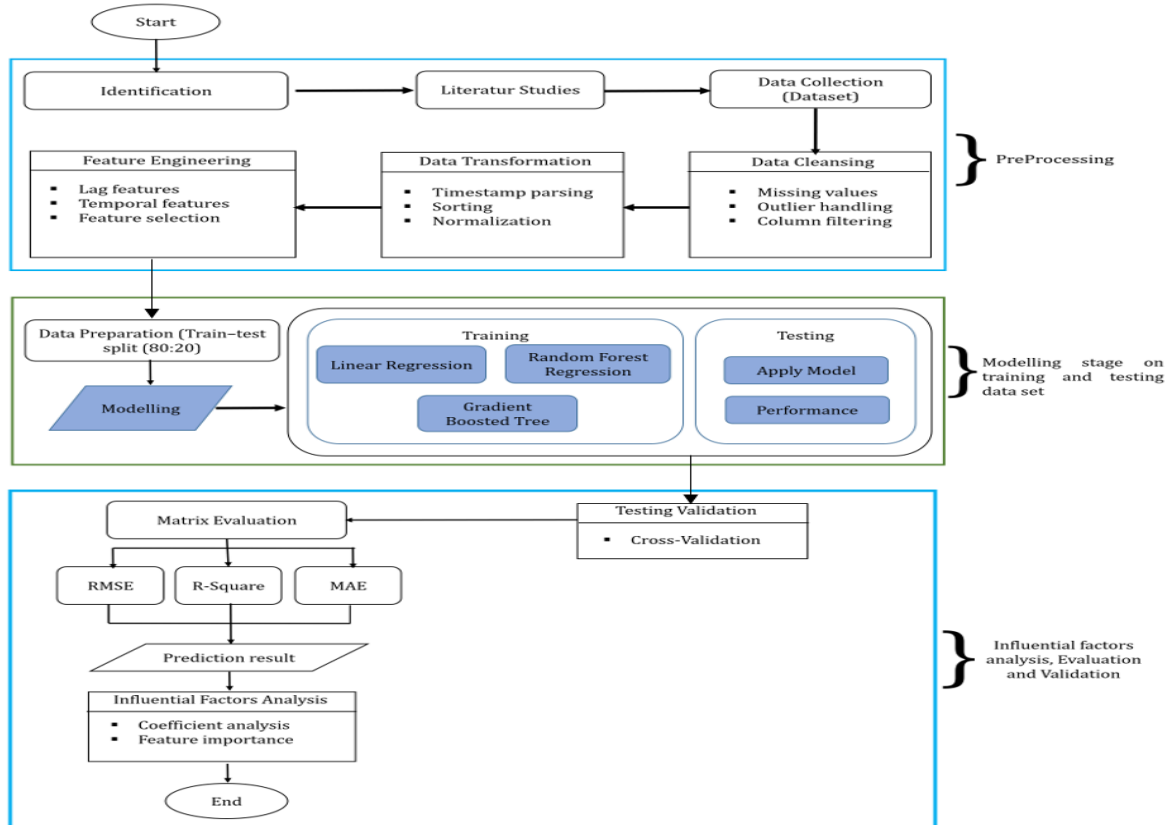 Start
Identification
Literatur Studies
Data Collection
(Dataset)
Feature Engineering
▪ Lag features
▪ Temporal features
▪ Feature selection
Data Transformation
▪ Timestamp parsing
▪ Sorting
▪ Normalization
Data Cleansing
▪ Missing values
▪ Outlier handling
▪ Column filtering
} PreProcessing
Data Preparation (Train–test
split (80:20)
Modelling
Training
Linear Regression
Random Forest
Regression
Gradient
Boosted Tree
Testing
Apply Model
Performance
} Modelling stage on
training and testing
data set
Testing Validation
▪ Cross-Validation
Matrix Evaluation
RMSE
R-Square
MAE
Prediction result
Influential Factors Analysis
▪ Coefficient analysis
▪ Feature importance
End
} Influential factors
analysis, Evaluation
and Validation